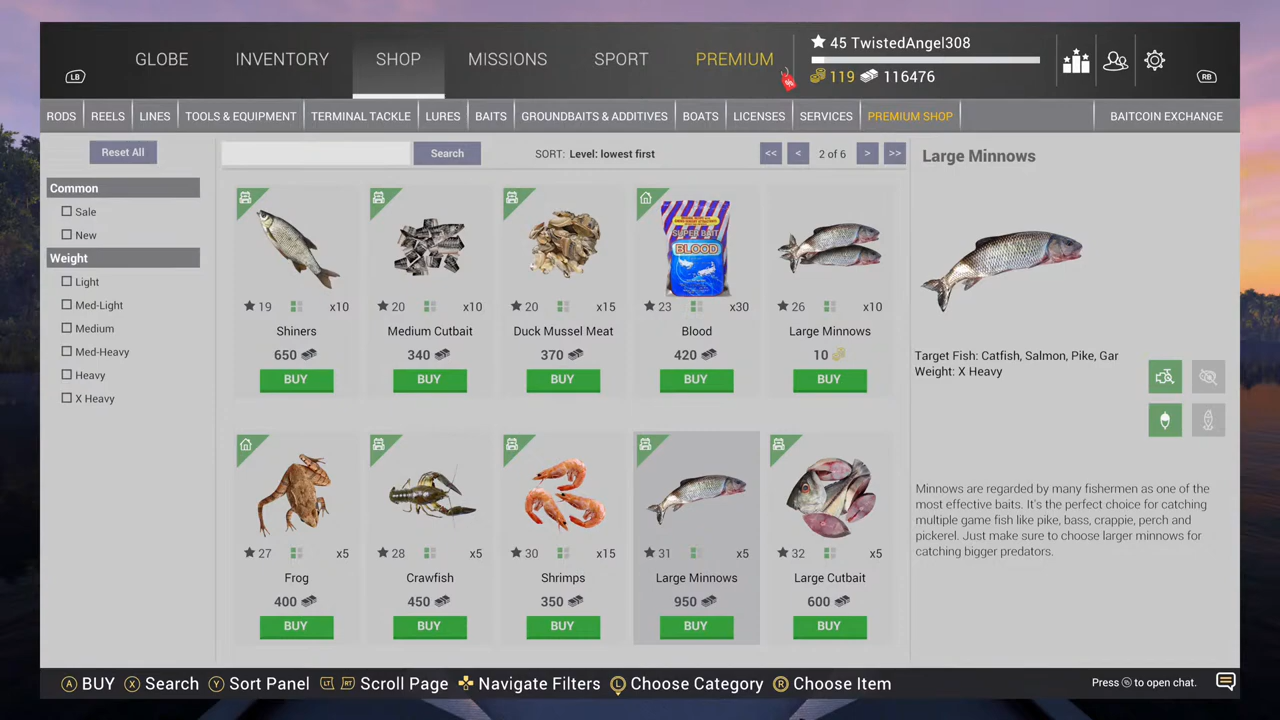 GLOBE INVENTORY SHOP MISSIONS SPORT PREMIUM
45 TwistedAngel308
119 116476
LB
RB
RODS REELS LINES TOOLS & EQUIPMENT TERMINAL TACKLE LURES BAITS GROUNDBAITS & ADDITIVES BOATS LICENSES SERVICES PREMIUM SHOP BAITCOIN EXCHANGE
Reset All
Search
SORT: Level: lowest first
<< < 2 of 6 > >>
Common
Sale
New
Weight
Light
Med-Light
Medium
Med-Heavy
Heavy
X Heavy
SUPER BAIT
BLOOD
19 x10
20 x10
20 x15
23 x30
26 x10
Shiners
Medium Cutbait
Duck Mussel Meat
Blood
Large Minnows
650
340
370
420
10
BUY
BUY
BUY
BUY
BUY
27 x5
28 x5
30 x15
31 x5
32 x5
Frog
Crawfish
Shrimps
Large Minnows
Large Cutbait
400
450
350
950
600
BUY
BUY
BUY
BUY
BUY
Large Minnows
Target Fish: Catfish, Salmon, Pike, Gar
Weight: X Heavy
Minnows are regarded by many fishermen as one of the
most effective baits. It's the perfect choice for catching
multiple game fish like pike, bass, crappie, perch and
pickerel. Just make sure to choose larger minnows for
catching bigger predators.
A BUY X Search Y Sort Panel LT RT Scroll Page Navigate Filters L Choose Category R Choose Item
Press to open chat.